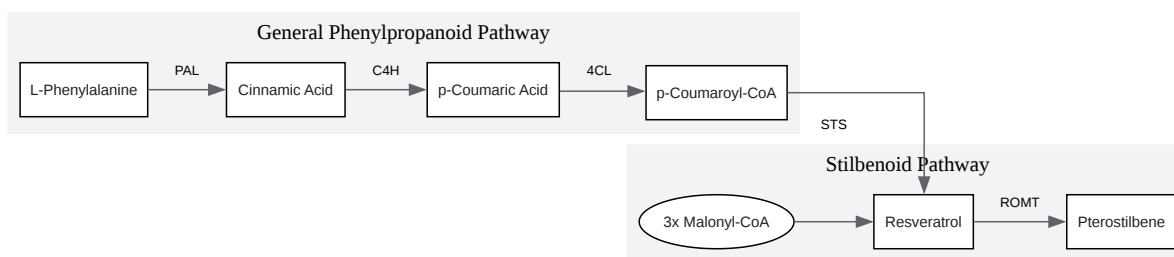 General Phenylpropanoid Pathway
L-Phenylalanine
PAL
Cinnamic Acid
C4H
p-Coumaric Acid
4CL
p-Coumaroyl-CoA
STS
Stilbenoid Pathway
3x Malonyl-CoA
Resveratrol
ROMT
Pterostilbene